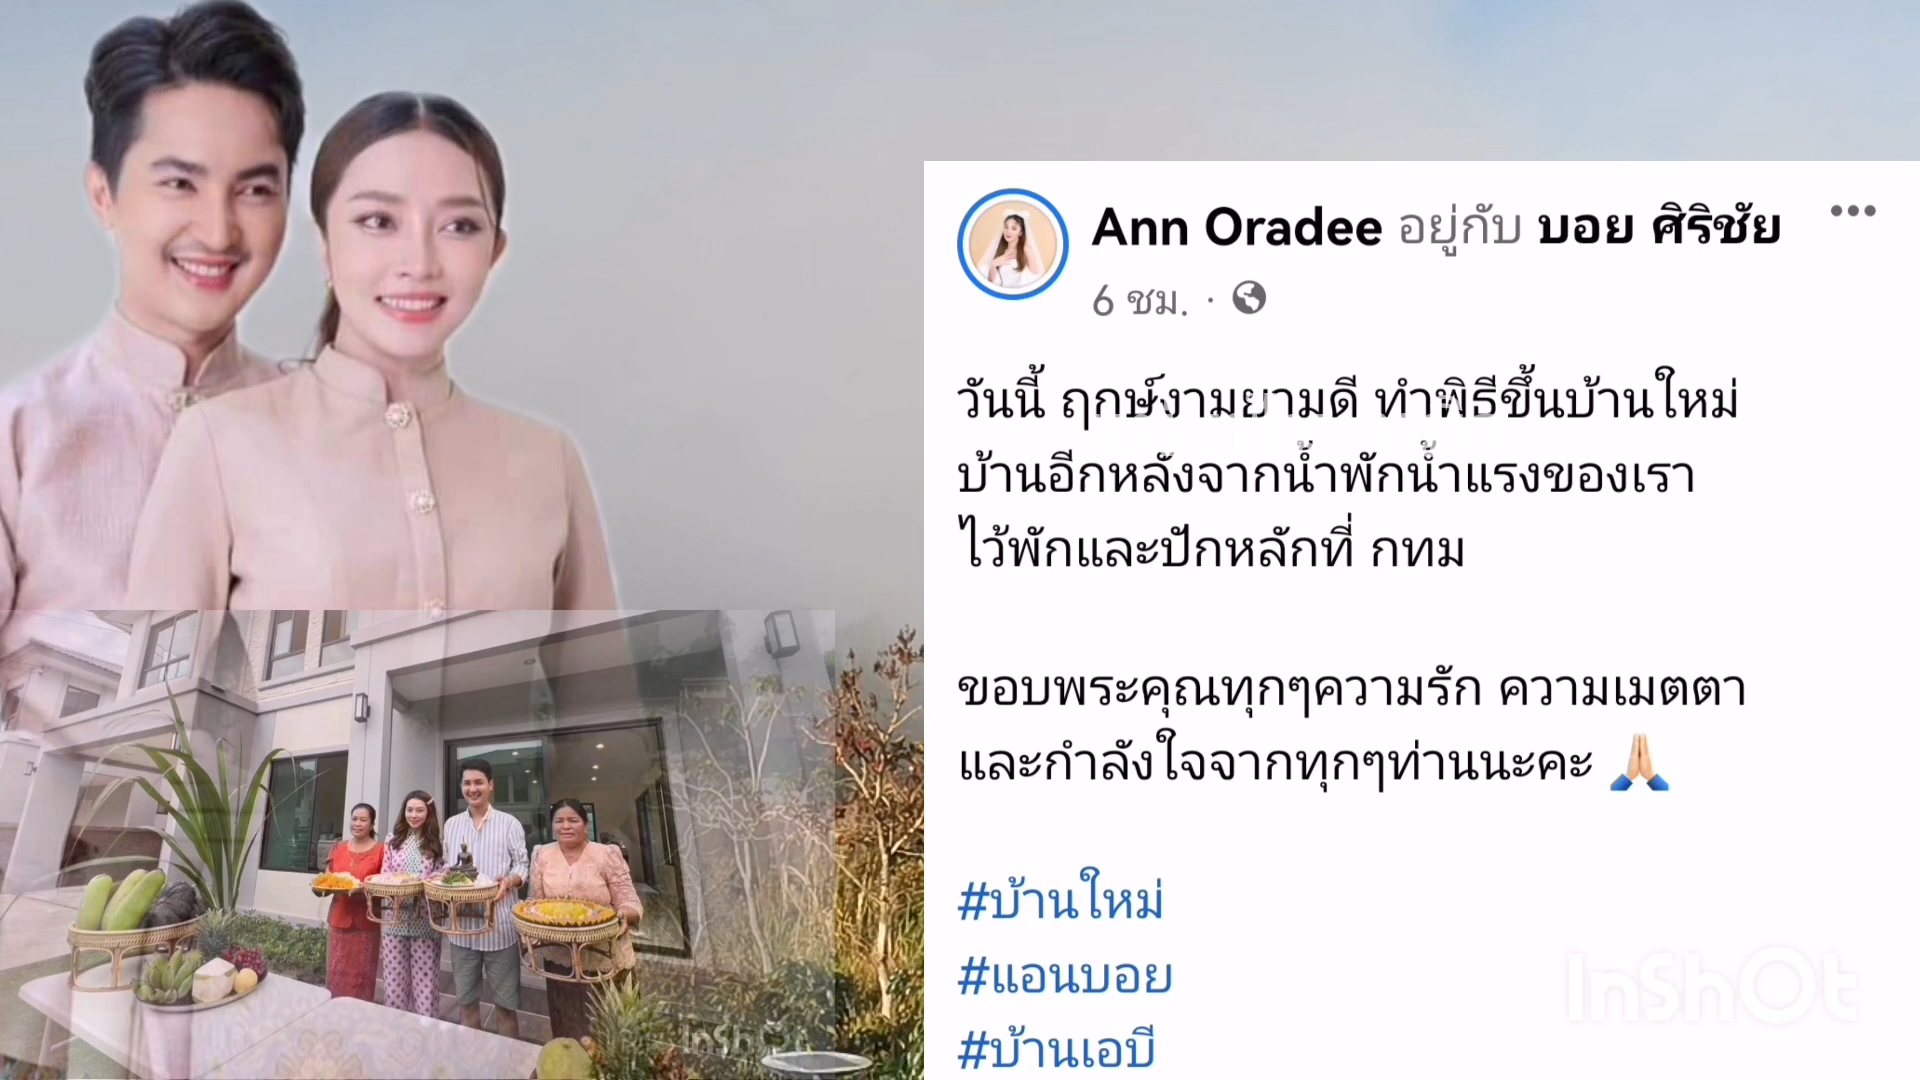 Ann Oradee อยู่กับ บอย ศิริชัย
6 ชม. ·
วันนี้ ฤกษ์งามยามดี ทำพิธีขึ้นบ้านใหม่
บ้านอีกหลังจากน้ำพักน้ำแรงของเรา
ไว้พักและปักหลักที่ กทม
ขอบพระคุณทุกๆความรัก ความเมตตา
และกำลังใจจากทุกๆท่านนะคะ 🙏🏻
#บ้านใหม่
#แอนบอย
#บ้านเอบี
InShOt
InShOt